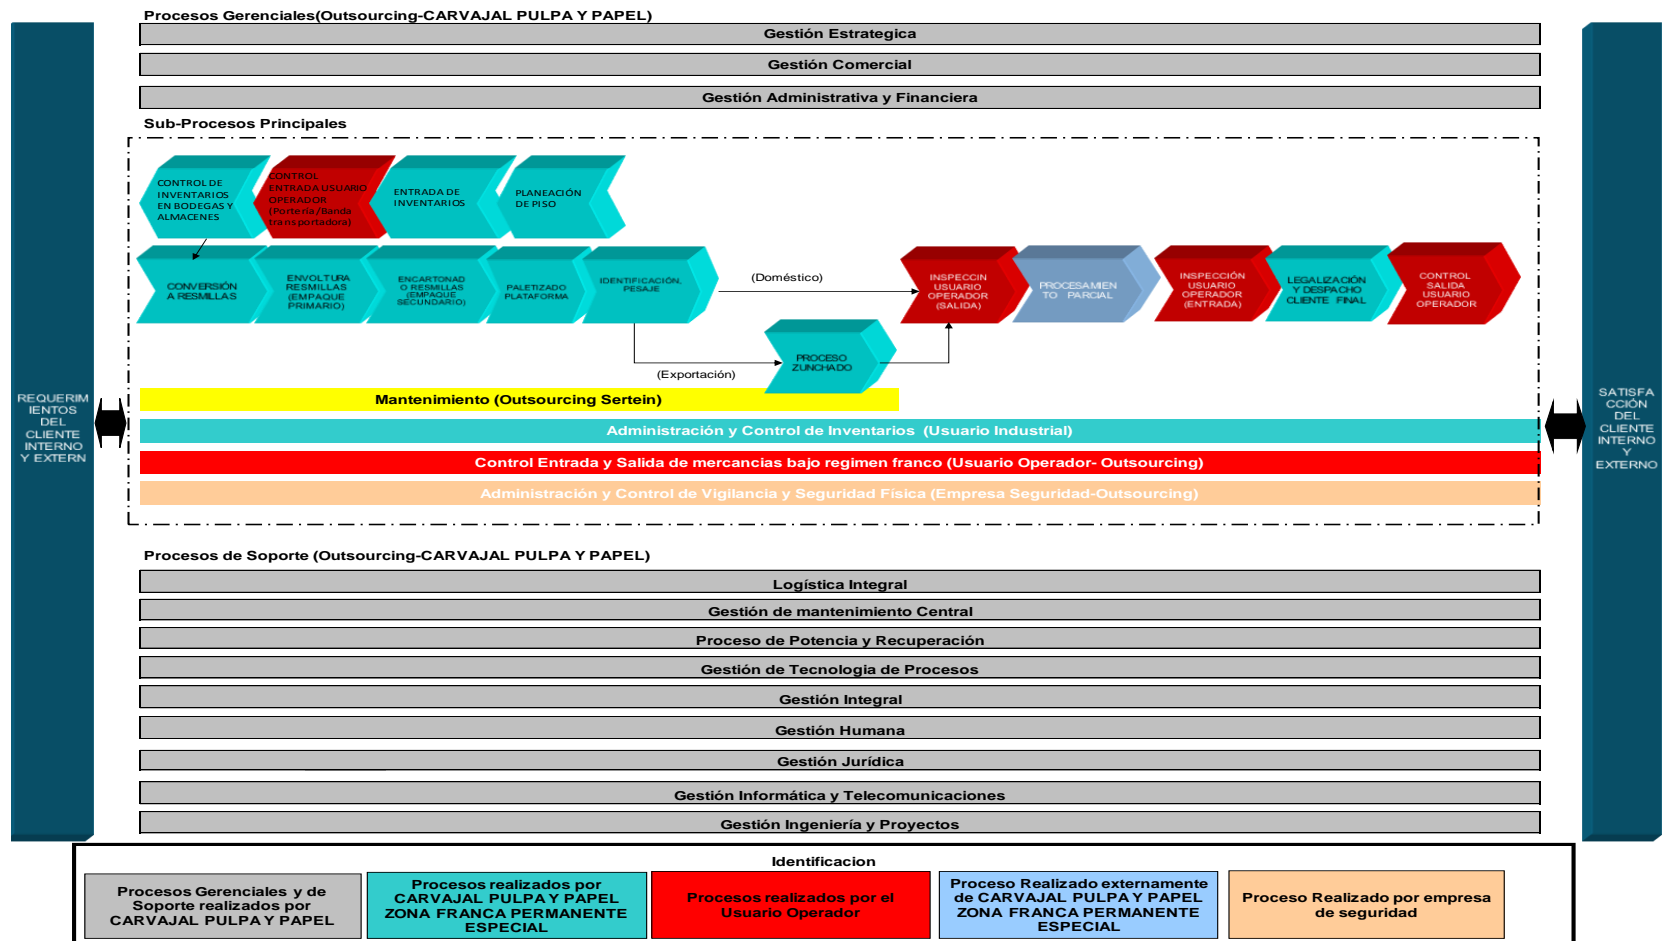 Procesos Gerenciales(Outsourcing-CARVAJAL PULPA Y PAPEL)
Gestión Estrategica
Gestión Comercial
Gestión Administrativa y Financiera
Sub-Procesos Principales
CONTROL DE
INVENTARIOS
EN BODEGAS Y
ALMACENES
CONTROL
ENTRADA USUARIO
OPERADOR
(Portería/Banda
transportadora)
ENTRADA DE
INVENTARIOS
PLANEACIÓN
DE PISO
CONVERSIÓN
A RESMILLAS
ENVOLTURA
RESMILLAS
(EMPAQUE
PRIMARIO)
ENCARTONAD
O RESMILLAS
(EMPAQUE
SECUNDARIO)
PALETIZADO
PLATAFORMA
IDENTIFICACIÓN,
PESAJE
(Doméstico)
INSPECCIN
USUARIO
OPERADOR
(SALIDA)
PROCESAMIEN
TO PARCIAL
INSPECCIÓN
USUARIO
OPERADOR
(ENTRADA)
LEGALIZACIÓN
Y DESPACHO
CLIENTE FINAL
CONTROL
SALIDA
USUARIO
OPERADOR
(Exportación)
PROCESO
ZUNCHADO
REQUERIM
IENTOS
DEL
CLIENTE
INTERNO
Y EXTERN
SATISFA
CCIÓN
DEL
CLIENTE
INTERNO
Y
EXTERNO
Mantenimiento (Outsourcing Sertein)
Administración y Control de Inventarios (Usuario Industrial)
Control Entrada y Salida de mercancias bajo regimen franco (Usuario Operador- Outsourcing)
Administración y Control de Vigilancia y Seguridad Física (Empresa Seguridad-Outsourcing)
Procesos de Soporte (Outsourcing-CARVAJAL PULPA Y PAPEL)
Logística Integral
Gestión de mantenimiento Central
Proceso de Potencia y Recuperación
Gestión de Tecnologia de Procesos
Gestión Integral
Gestión Humana
Gestión Jurídica
Gestión Informática y Telecomunicaciones
Gestión Ingeniería y Proyectos
Identificacion
Procesos Gerenciales y de
Soporte realizados por
CARVAJAL PULPA Y PAPEL
Procesos realizados por
CARVAJAL PULPA Y PAPEL
ZONA FRANCA PERMANENTE
ESPECIAL
Procesos realizados por el
Usuario Operador
Proceso Realizado externamente
de CARVAJAL PULPA Y PAPEL
ZONA FRANCA PERMANENTE
ESPECIAL
Proceso Realizado por empresa
de seguridad